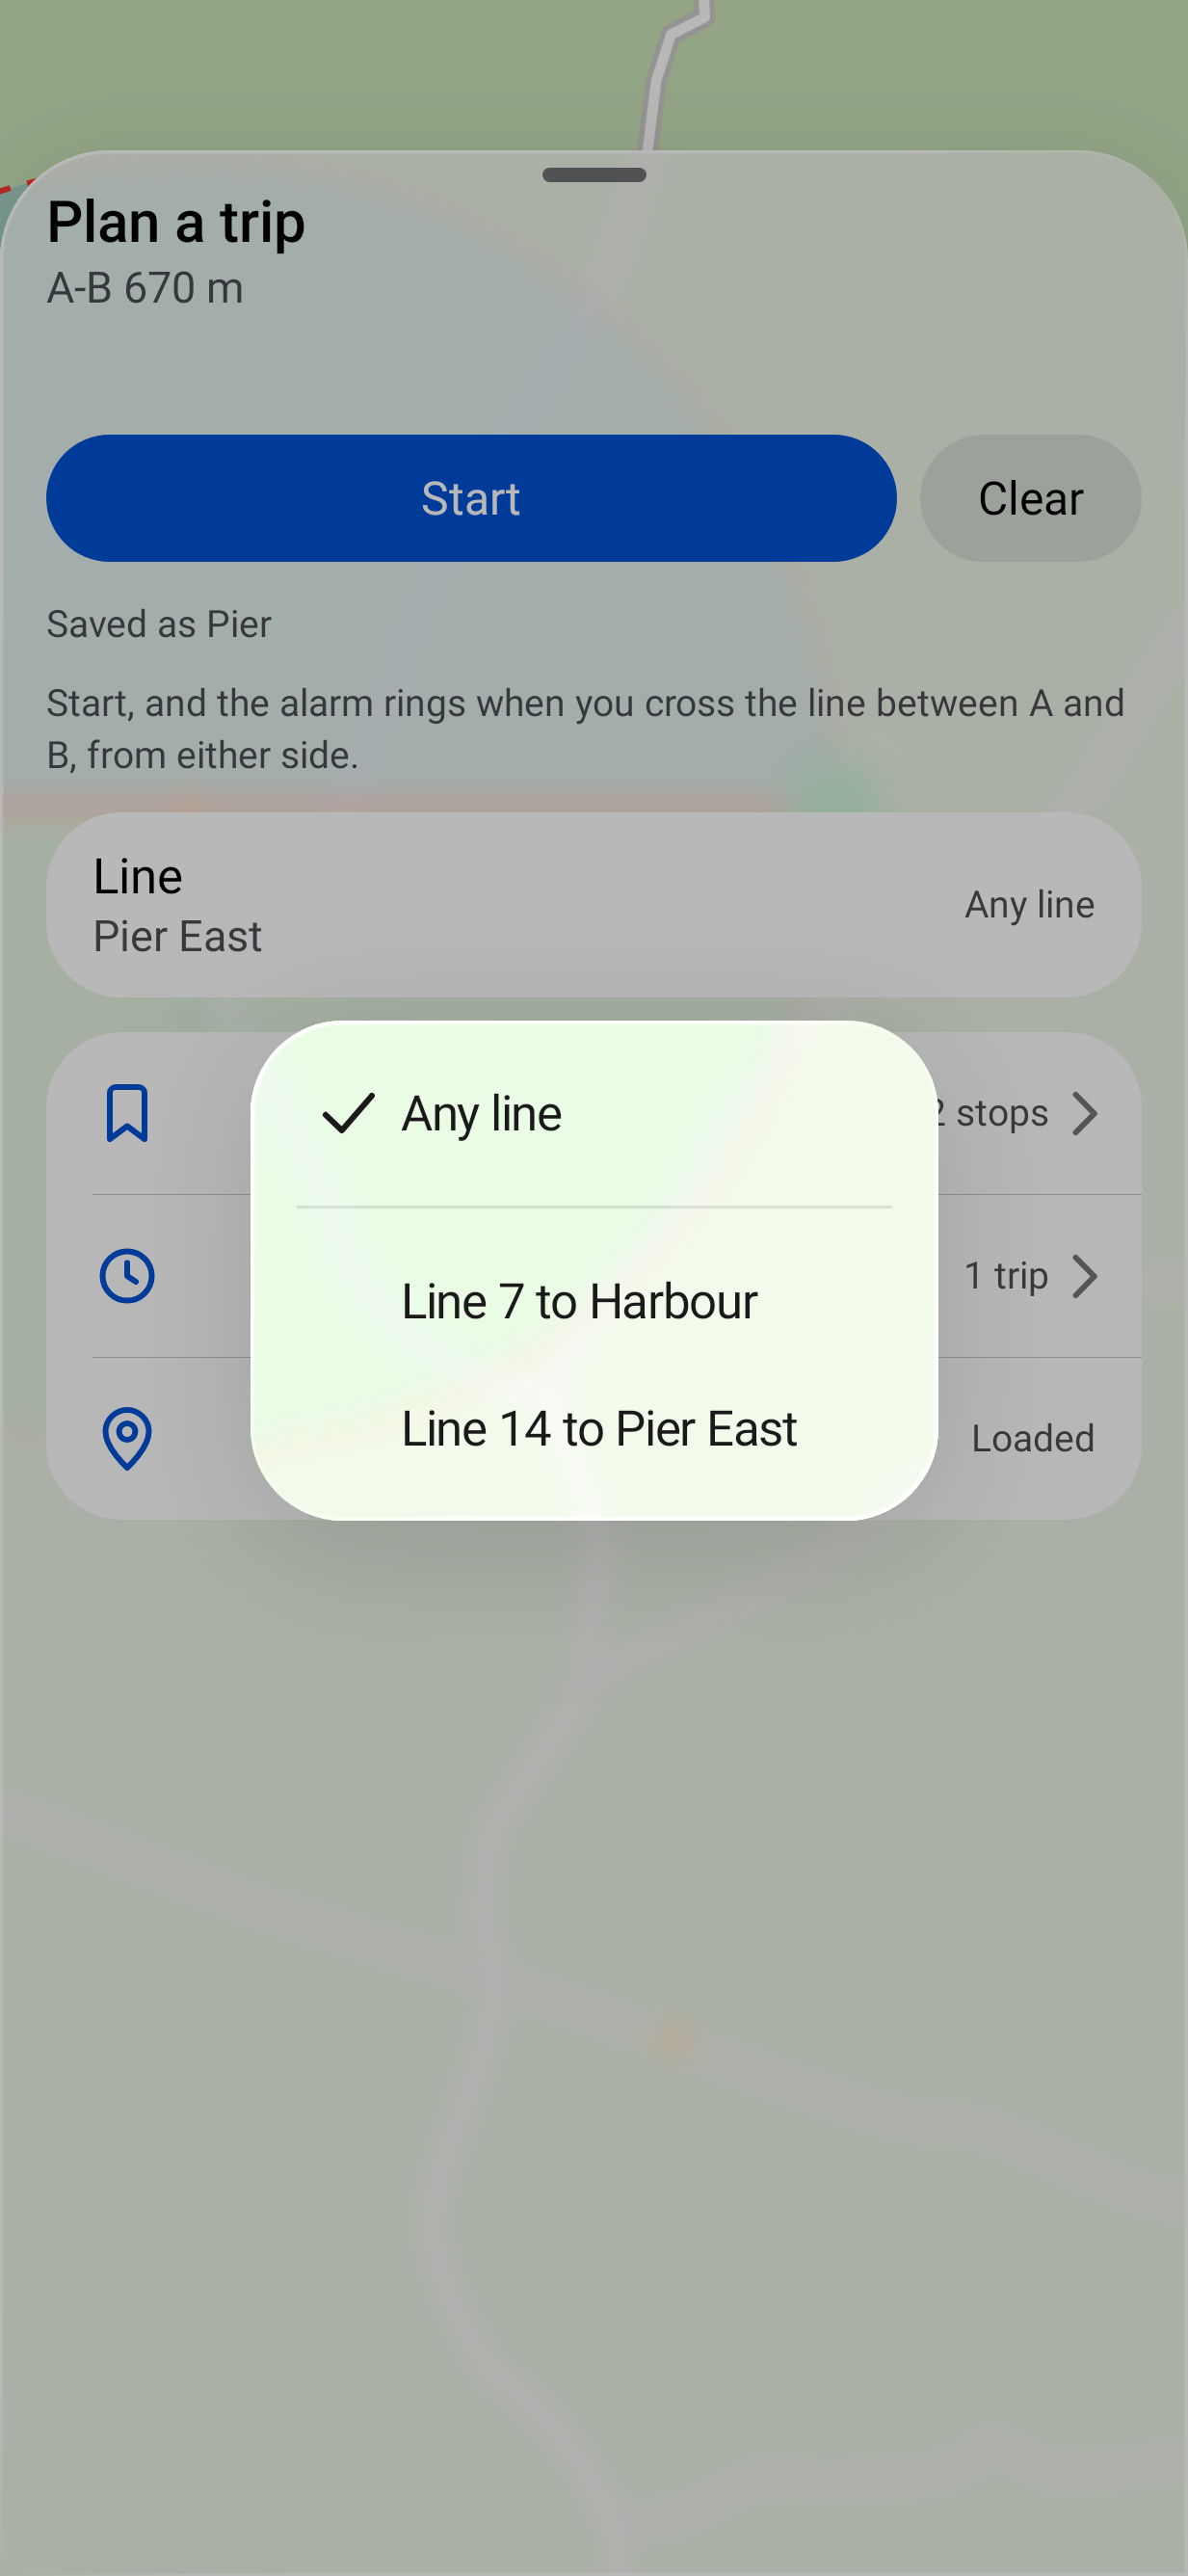 Plan a trip
A-B 670 m
Start
Clear
Saved as Pier
Start, and the alarm rings when you cross the line between A and
B, from either side.
Line
Pier East
Any line
Any line
2 stops
Line 7 to Harbour
1 trip
Line 14 to Pier East
Loaded